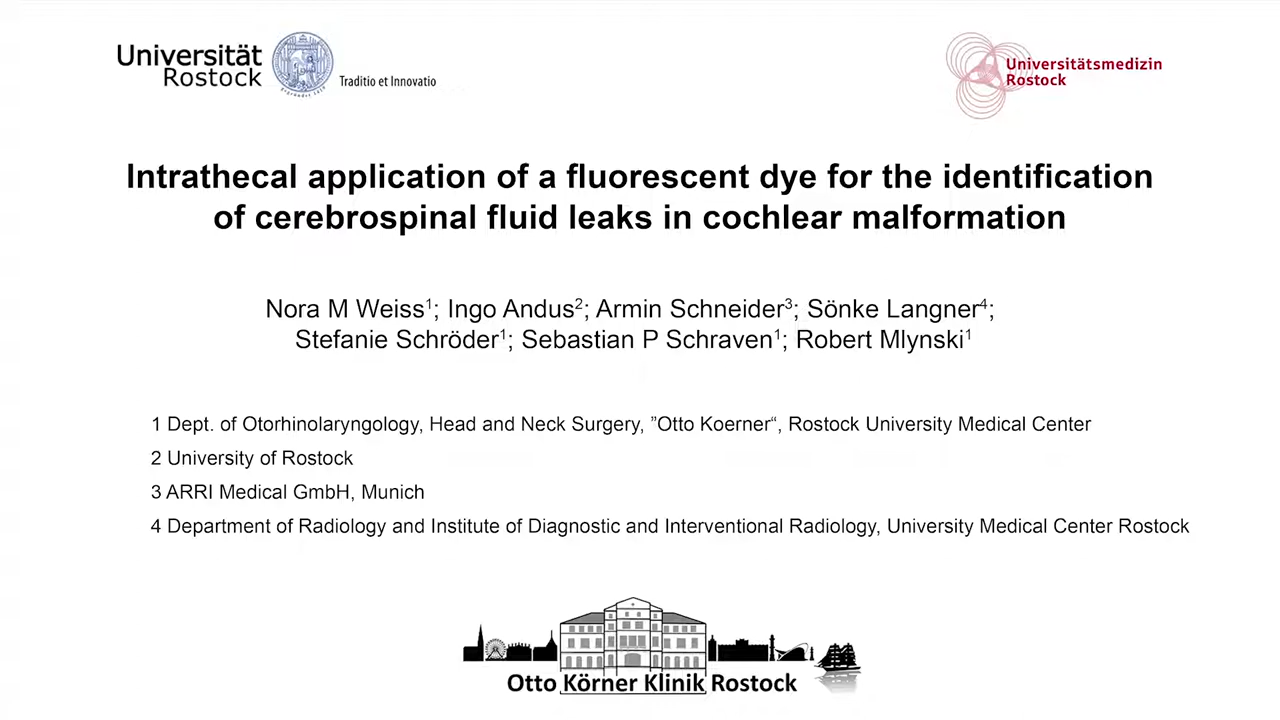 Universität
Rostock
Traditio et Innovatio
Universitätsmedizin
Rostock
Intrathecal application of a fluorescent dye for the identification
of cerebrospinal fluid leaks in cochlear malformation
Nora M Weiss¹; Ingo Andus²; Armin Schneider³; Sönke Langner⁴;
Stefanie Schröder¹; Sebastian P Schraven¹; Robert Mlynski¹
1 Dept. of Otorhinolaryngology, Head and Neck Surgery, ”Otto Koerner“, Rostock University Medical Center
2 University of Rostock
3 ARRI Medical GmbH, Munich
4 Department of Radiology and Institute of Diagnostic and Interventional Radiology, University Medical Center Rostock
Otto Körner Klinik Rostock